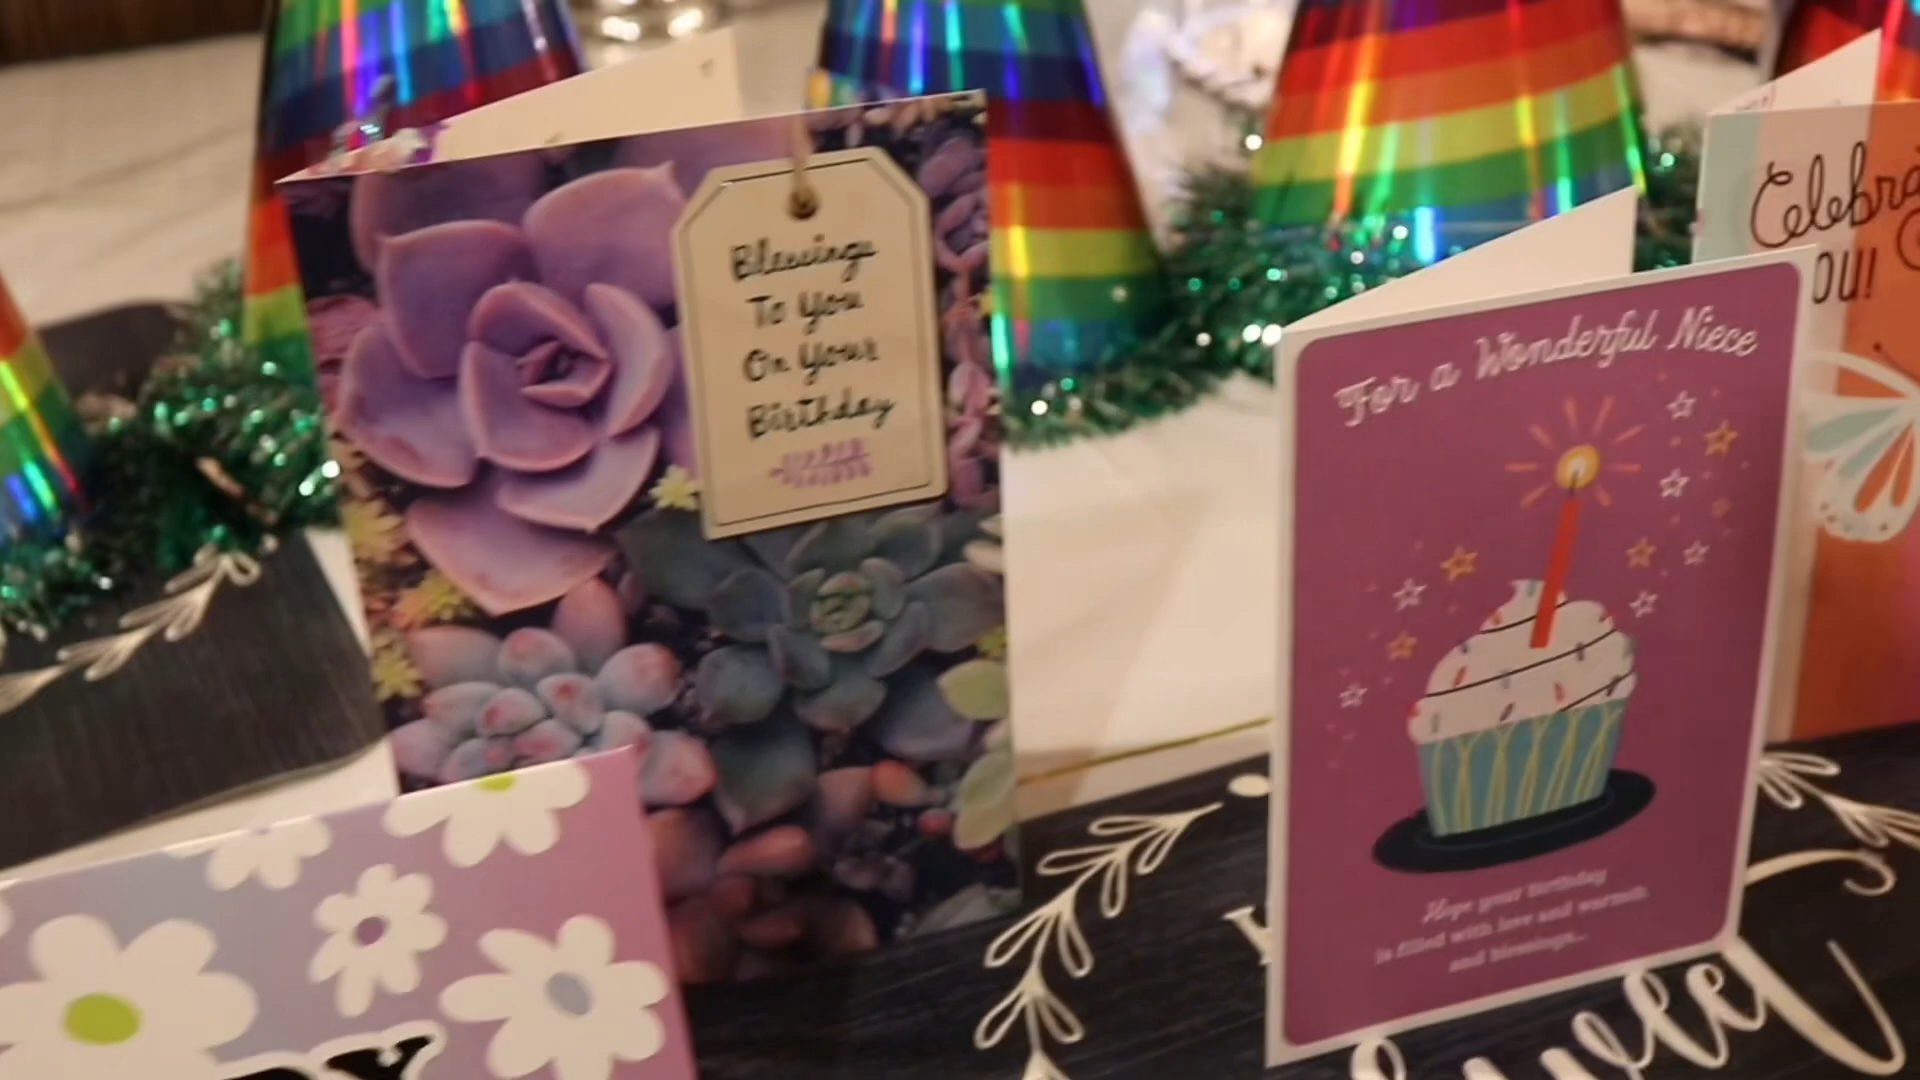 Blessings
To You
On Your
Birthday
For a Wonderful Niece
Hope your birthday
is filled with love and warmth
and blessings...
OU!